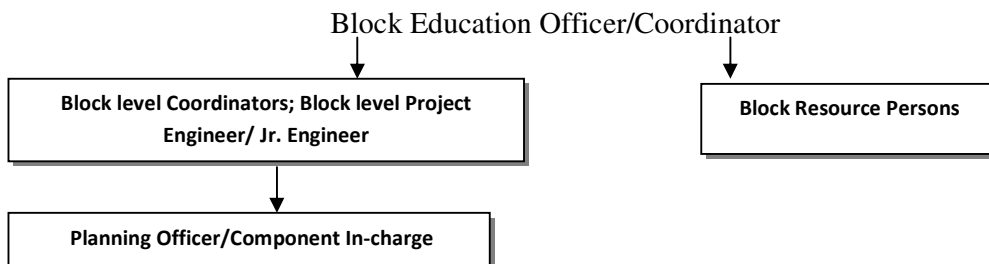 Block Education Officer/Coordinator
Block level Coordinators; Block level Project
Engineer/ Jr. Engineer
Block Resource Persons
Planning Officer/Component In-charge